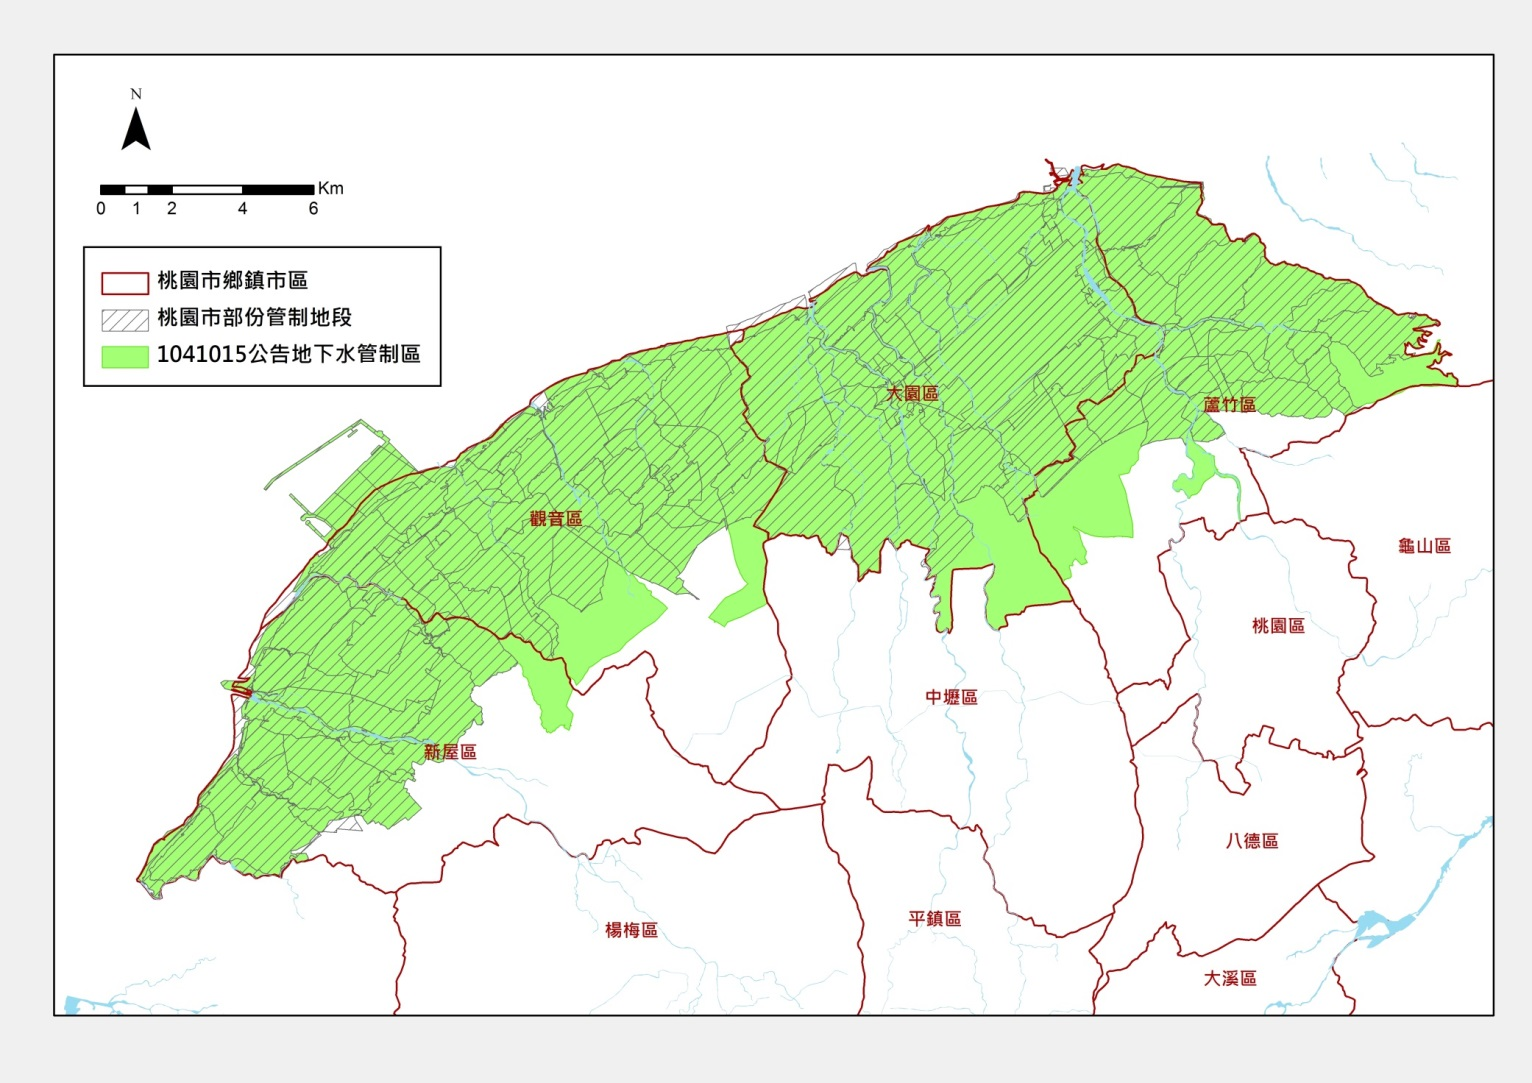 N
Km
0 1 2 4 6
桃園市鄉鎮市區
桃園市部份管制地段
1041015公告地下水管制區
大園區
蘆竹區
觀音區
龜山區
桃園區
中壢區
新屋區
八德區
平鎮區
楊梅區
大溪區